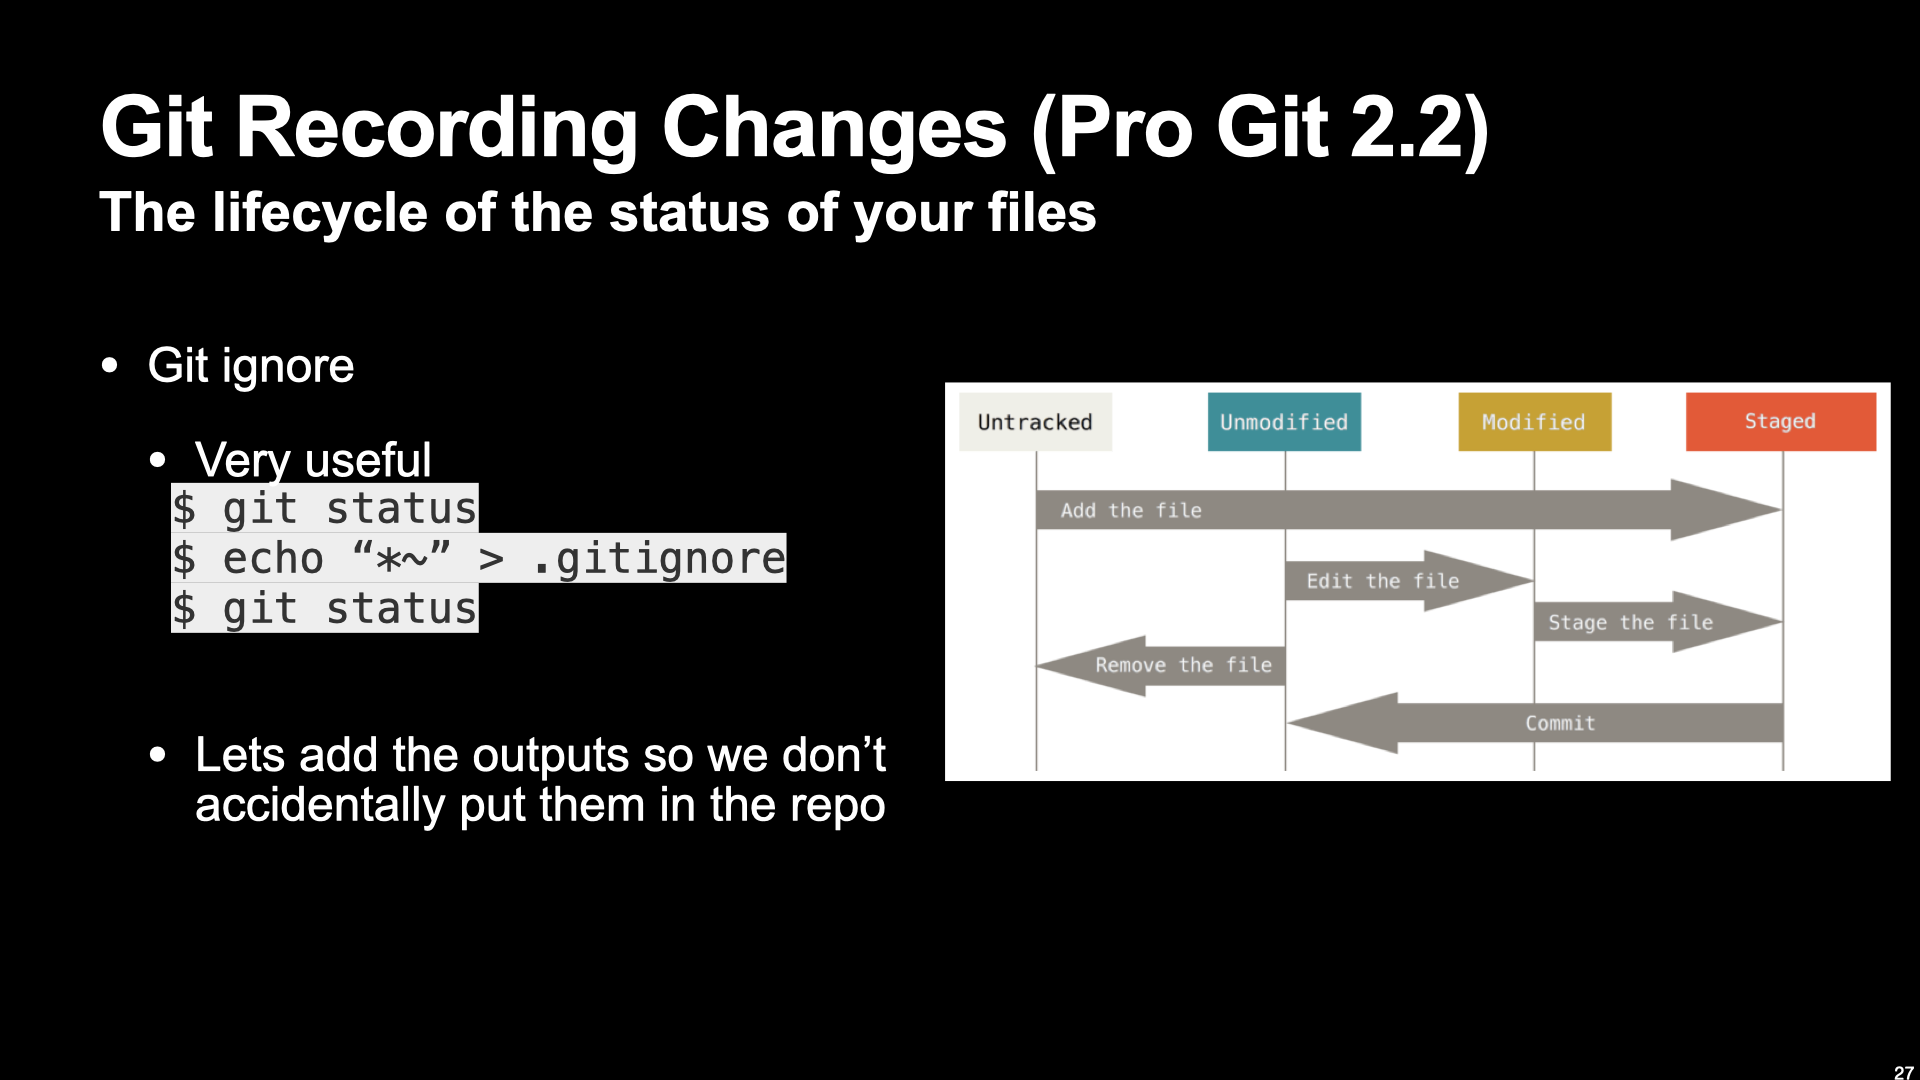 Git Recording Changes (Pro Git 2.2)
The lifecycle of the status of your files
• Git ignore
• Very useful
$ git status
$ echo “*~” > .gitignore
$ git status
• Lets add the outputs so we don’t
accidentally put them in the repo
Untracked
Unmodified
Modified
Staged
Add the file
Edit the file
Stage the file
Remove the file
Commit
27